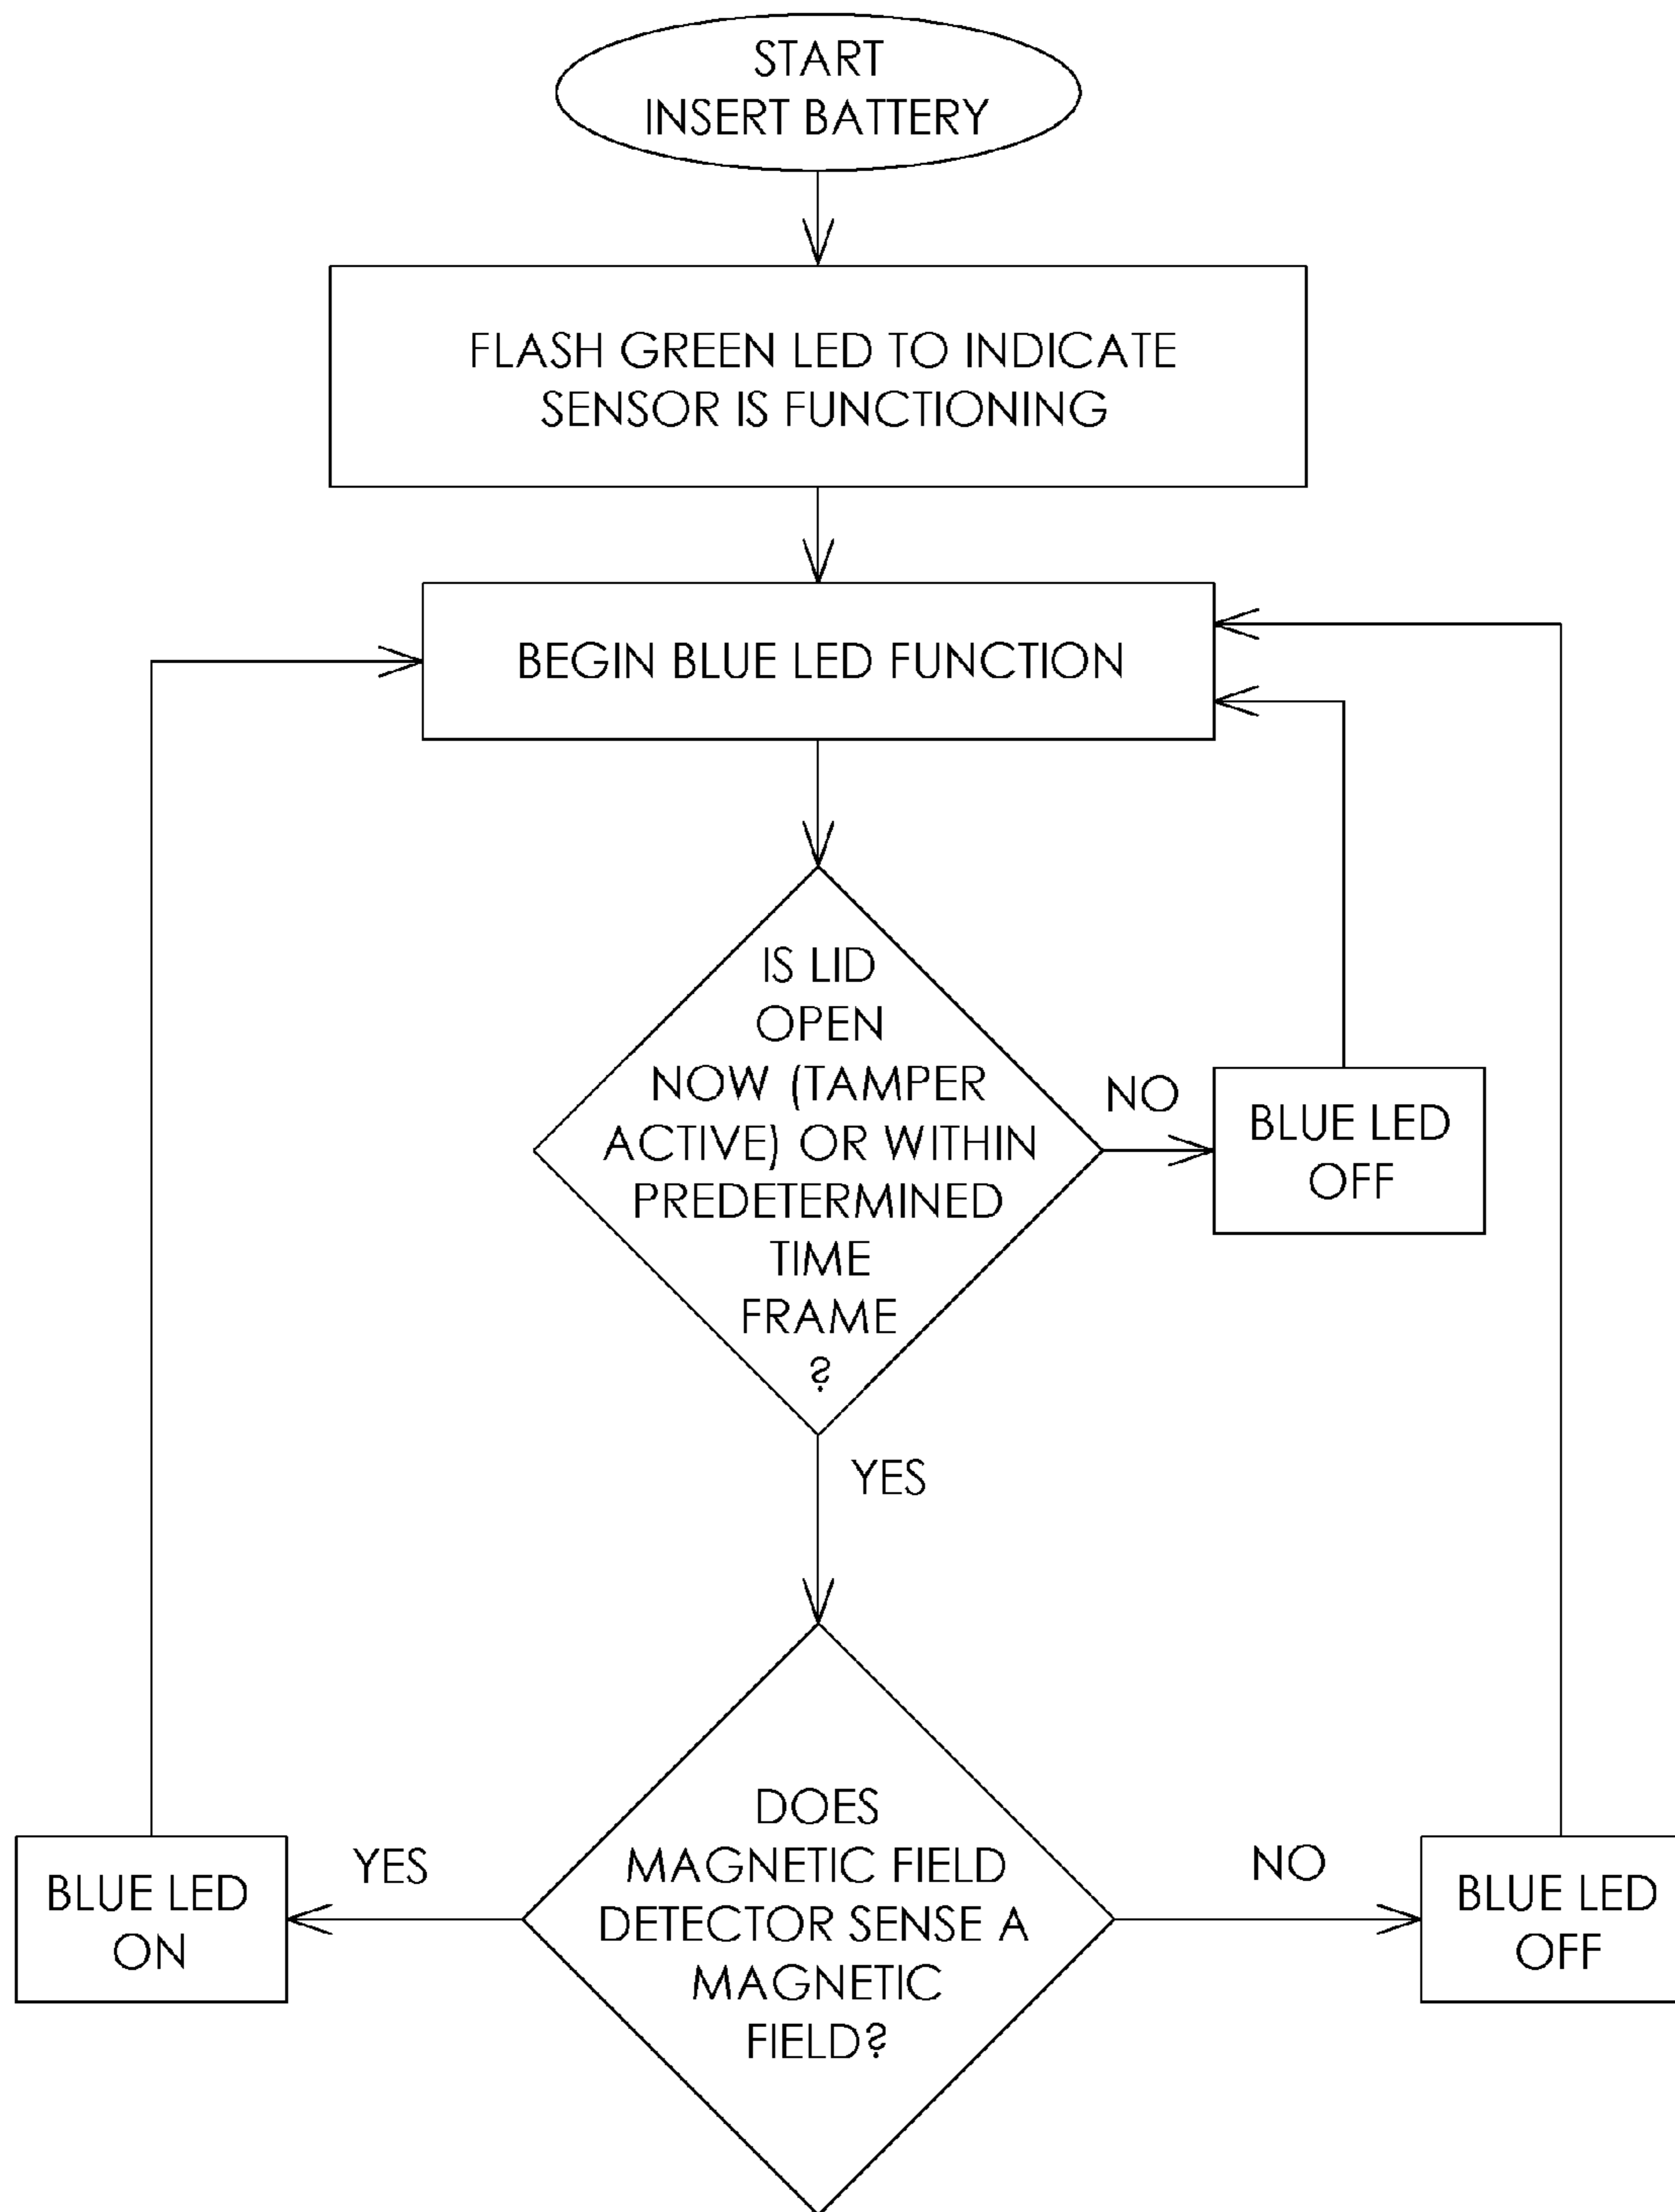 START
INSERT BATTERY
FLASH GREEN LED TO INDICATE
SENSOR IS FUNCTIONING
BEGIN BLUE LED FUNCTION
IS LID
OPEN
NOW (TAMPER
ACTIVE) OR WITHIN
PREDETERMINED
TIME
FRAME
?
NO
BLUE LED
OFF
YES
DOES
MAGNETIC FIELD
DETECTOR SENSE A
MAGNETIC
FIELD?
YES
BLUE LED
ON
NO
BLUE LED
OFF